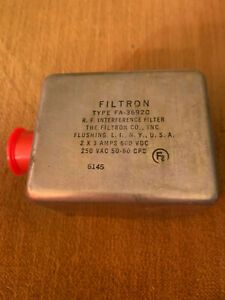 FILTRON
TYPE FA-3692C
R. F. INTERFERENCE FILTER
THE FILTRON CO., INC.
FLUSHING, L. I., N. Y., U. S. A.
2 X 3 AMPS 600 VDC
250 VAC 50-60 CPS
6145